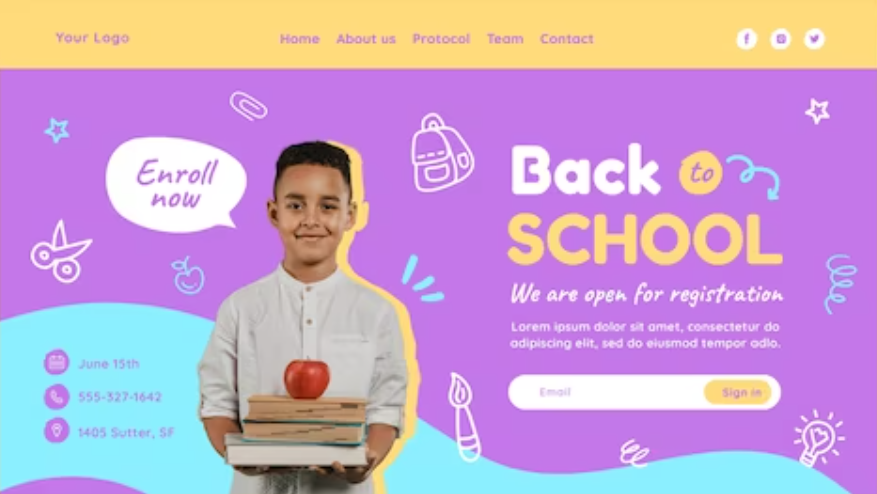 Your Logo
Home About us Protocol Team Contact
Enroll
now
Back to
SCHOOL
We are open for registration
Lorem ipsum dolor sit amet, consectetur do
adipiscing elit, sed do eiusmod tempor adlo.
Email Sign in
June 15th
555-327-1642
1405 Sutter, SF